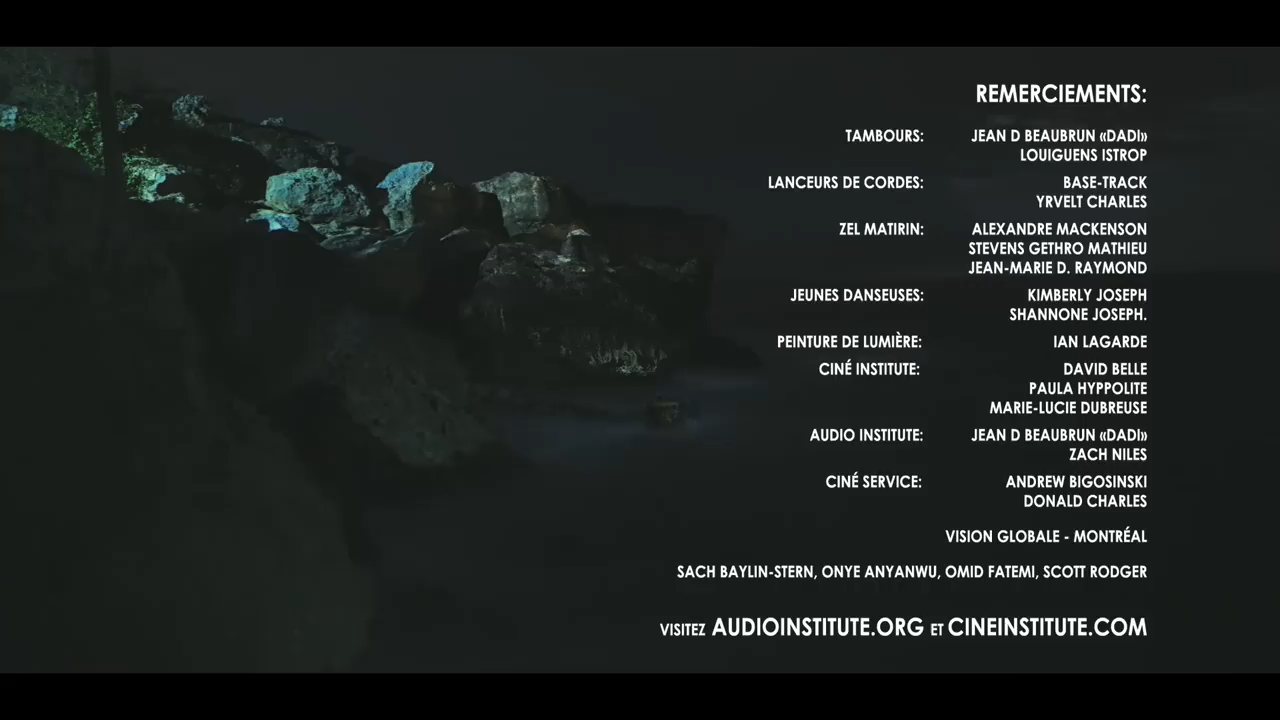 REMERCIEMENTS:
TAMBOURS: JEAN D BEAUBRUN «DADI»
LOUIGUENS ISTROP
LANCEURS DE CORDES: BASE-TRACK
YRVELT CHARLES
ZEL MATIRIN: ALEXANDRE MACKENSON
STEVENS GETHRO MATHIEU
JEAN-MARIE D. RAYMOND
JEUNES DANSEUSES: KIMBERLY JOSEPH
SHANNONE JOSEPH.
PEINTURE DE LUMIÈRE: IAN LAGARDE
CINÉ INSTITUTE: DAVID BELLE
PAULA HYPPOLITE
MARIE-LUCIE DUBREUSE
AUDIO INSTITUTE: JEAN D BEAUBRUN «DADI»
ZACH NILES
CINÉ SERVICE: ANDREW BIGOSINSKI
DONALD CHARLES
VISION GLOBALE - MONTRÉAL
SACH BAYLIN-STERN, ONYE ANYANWU, OMID FATEMI, SCOTT RODGER
VISITEZ AUDIOINSTITUTE.ORG ET CINEINSTITUTE.COM